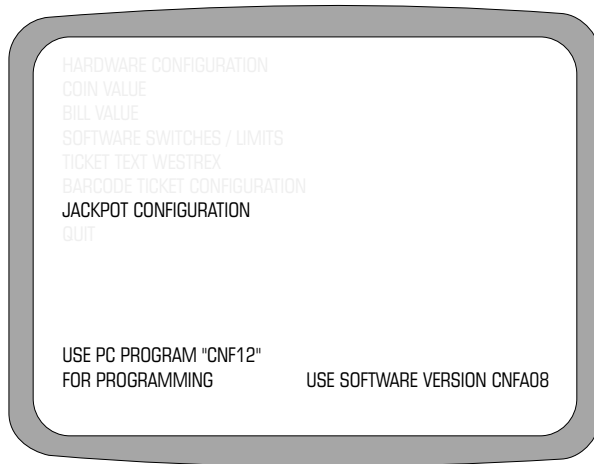 HARDWARE CONFIGURATION
COIN VALUE
BILL VALUE
SOFTWARE SWITCHES / LIMITS
TICKET TEXT WESTREX
BARCODE TICKET CONFIGURATION
JACKPOT CONFIGURATION
QUIT
USE PC PROGRAM "CNF12"
FOR PROGRAMMING USE SOFTWARE VERSION CNFA08